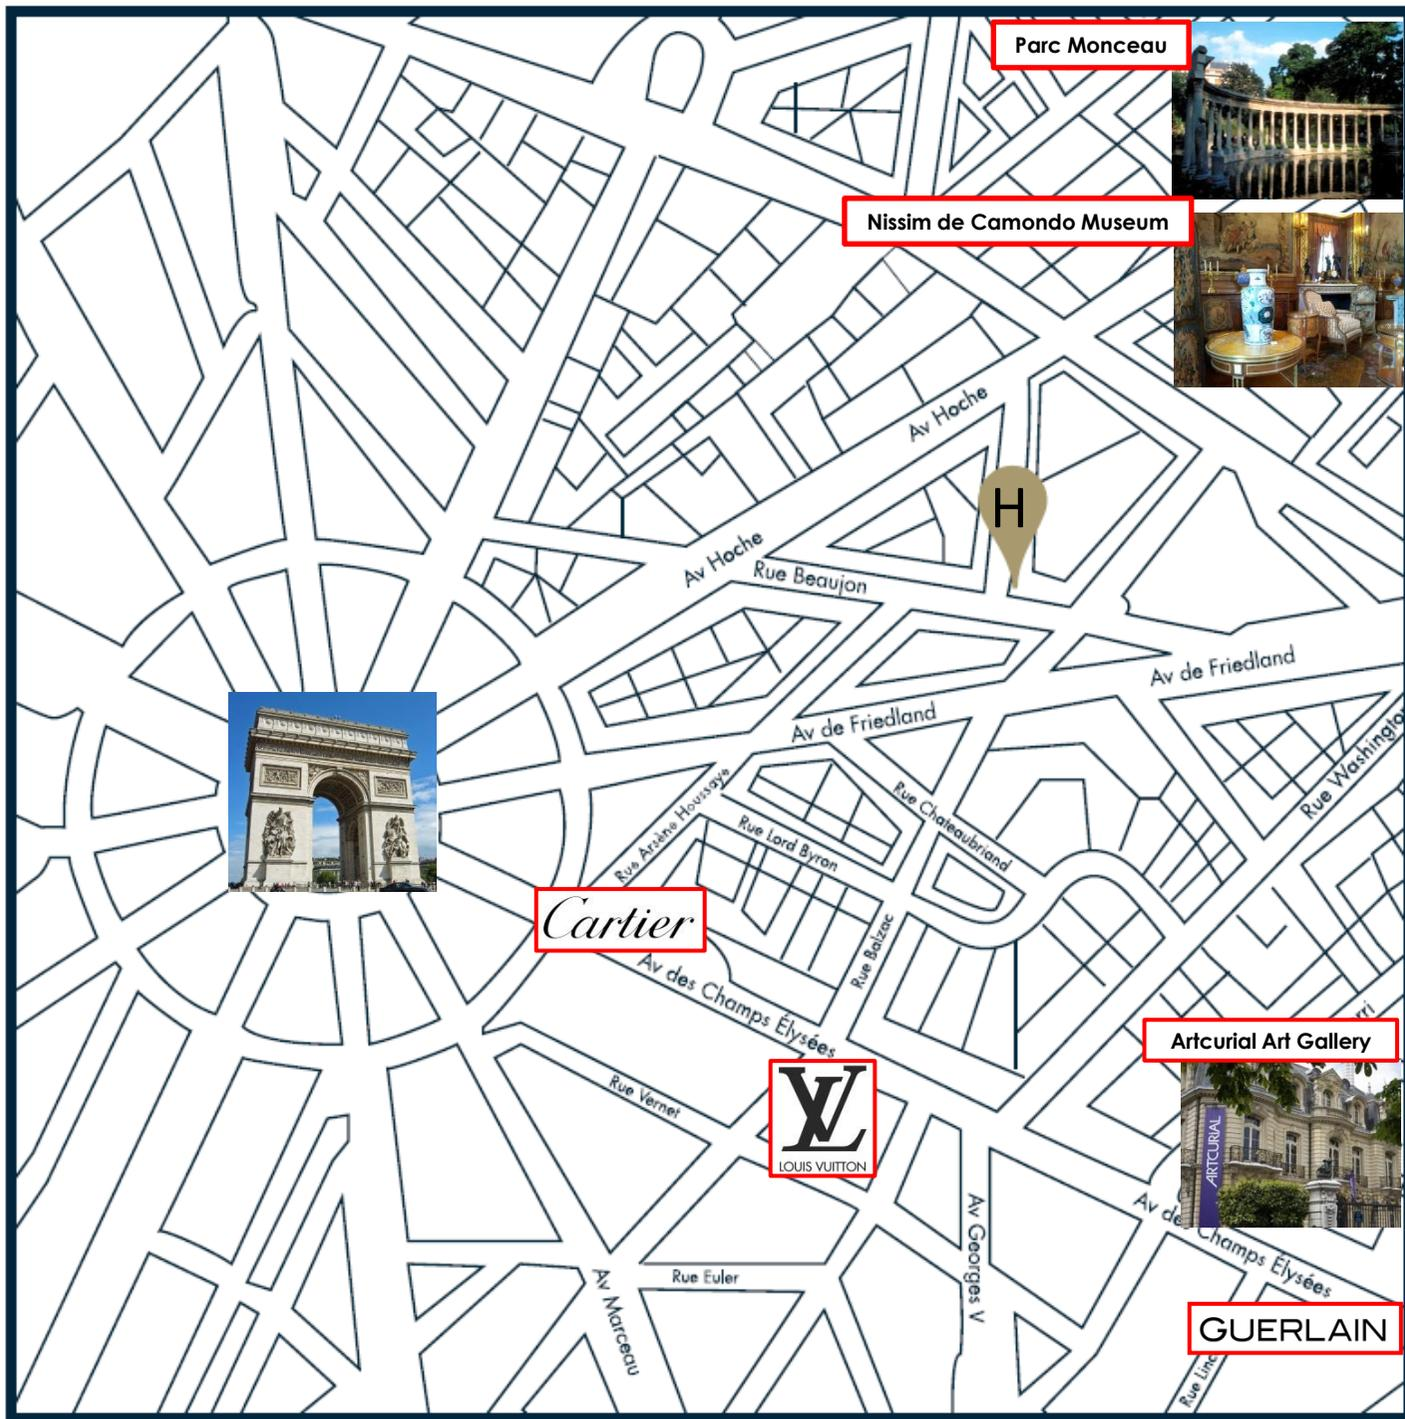 Parc Monceau
Nissim de Camondo Museum
Av Hoche
H
Av Hoche
Rue Beaujon
Av de Friedland
Av de Friedland
Rue Washington
Rue Arsène Houssaye
Rue Chateaubriand
Rue Lord Byron
Cartier
Rue Balzac
Av des Champs Élysées
Artcurial Art Gallery
ARTCURIAL
LV
LOUIS VUITTON
Rue Vernet
Av Georges V
Champs Élysées
Rue Euler
Av Marceau
GUERLAIN
Rue